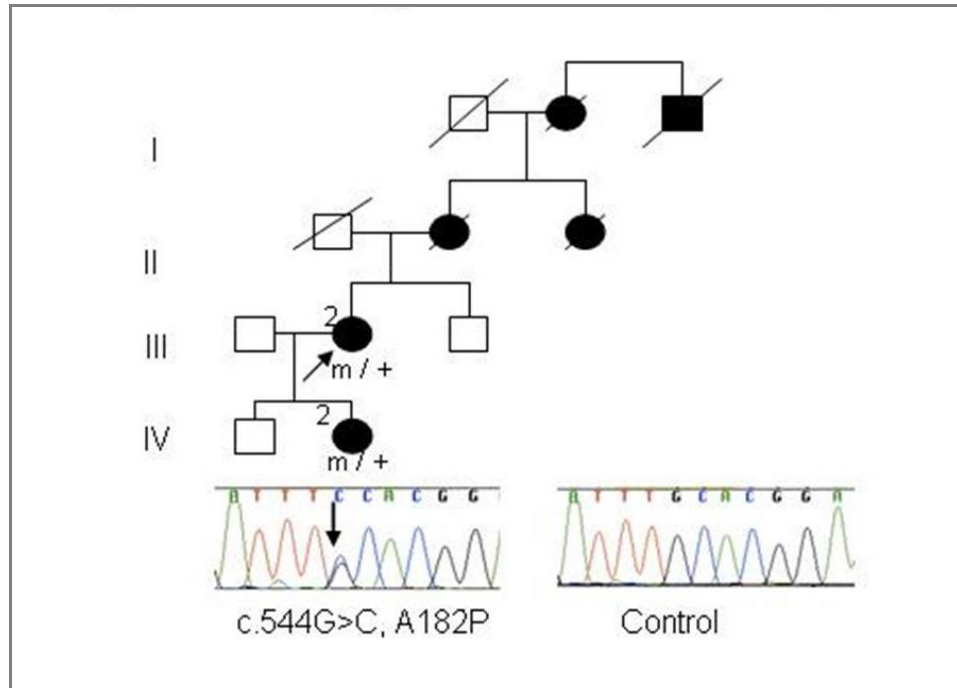 I
II
2
III
m / +
2
IV
m / +
A T T T C C A C G G
A T T T G C A C G G A
c.544G>C, A182P
Control